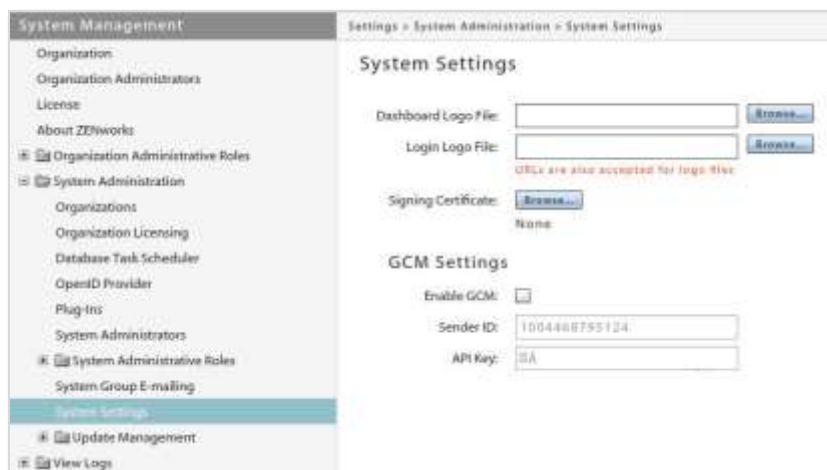 System Management
Organization
Organization Administrators
License
About ZENworks
Organization Administrative Roles
System Administration
Organizations
Organization Licensing
Database Task Scheduler
OpenID Provider
Plug-Ins
System Administrators
System Administrative Roles
System Group E-mailing
System Settings
Update Management
View Logs
Settings » System Administration » System Settings
System Settings
Dashboard Logo File:
Browse...
Login Logo File:
Browse...
URLs are also accepted for logo files
Signing Certificate:
Browse...
None
GCM Settings
Enable GCM:
Sender ID:
1004468795124
API Key: